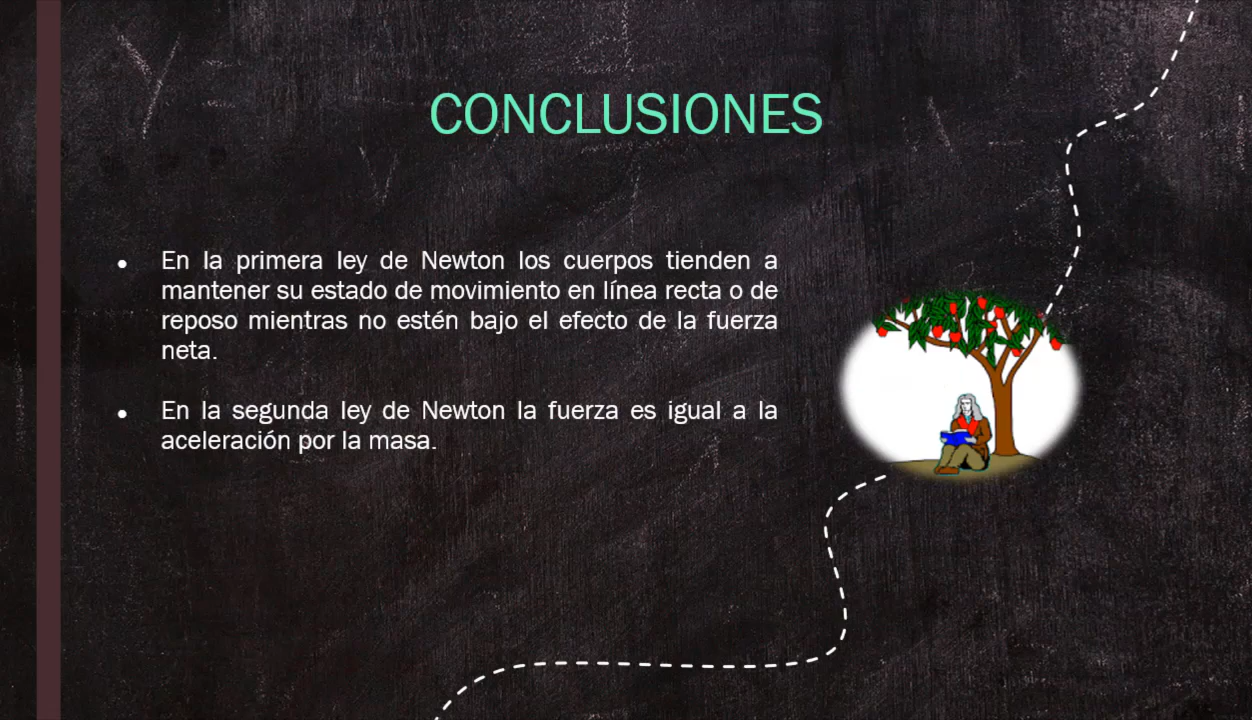 CONCLUSIONES
• En la primera ley de Newton los cuerpos tienden a
mantener su estado de movimiento en línea recta o de
reposo mientras no estén bajo el efecto de la fuerza
neta.
• En la segunda ley de Newton la fuerza es igual a la
aceleración por la masa.